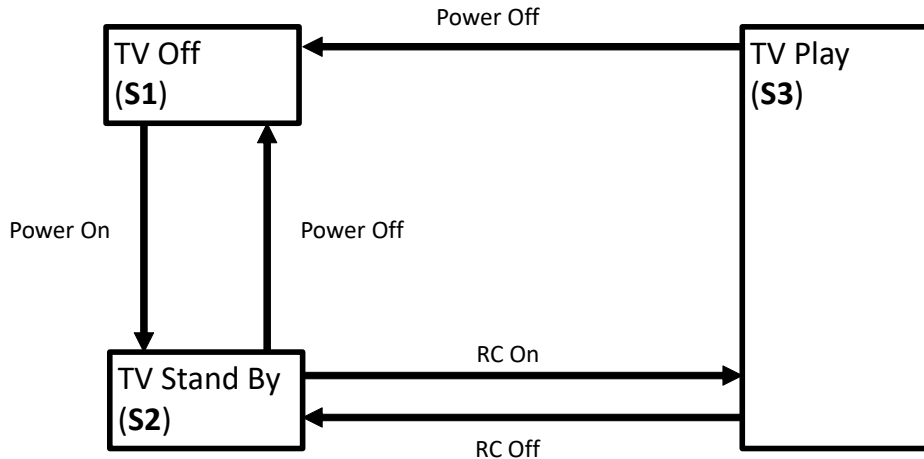 Power Off
TV Off
(S1)
TV Play
(S3)
Power On
Power Off
TV Stand By
(S2)
RC On
RC Off